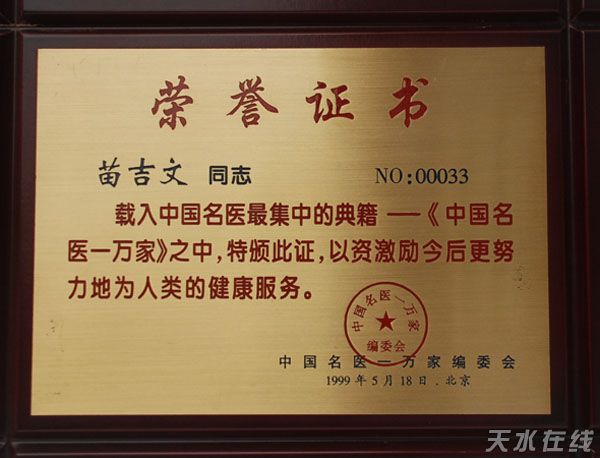 荣誉证书
苗吉文 同志 NO:00033
载入中国名医最集中的典籍——《中国名
医一万家》之中,特颁此证,以资激励今后更努
力地为人类的健康服务。
中国名医一万家
编委会
中国名医一万家编委会
1999年5月18日.北京
天水在线